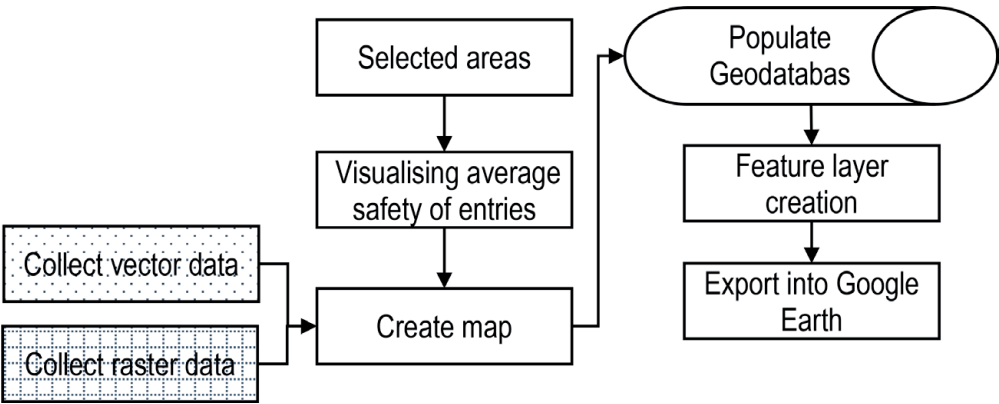 Selected areas
Visualising average
safety of entries
Collect vector data
Collect raster data
Create map
Populate
Geodatabas
Feature layer
creation
Export into Google
Earth